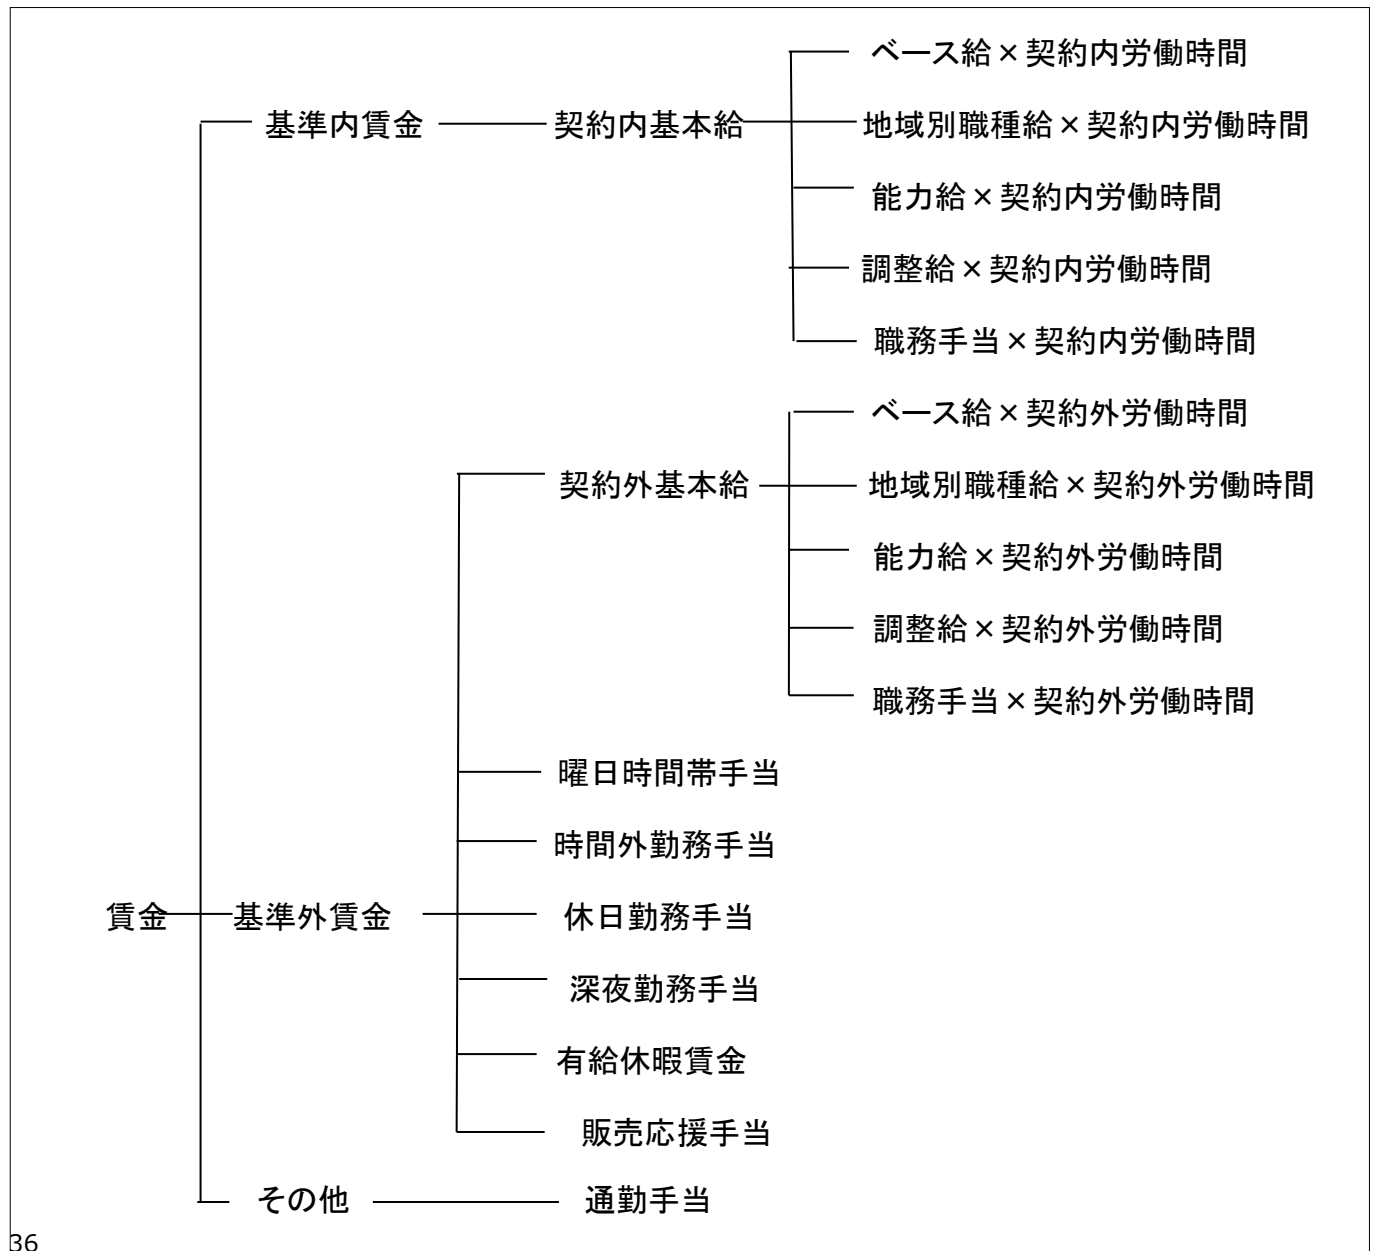 ベース給×契約内労働時間
基準内賃金 契約内基本給 地域別職種給×契約内労働時間
能力給×契約内労働時間
調整給×契約内労働時間
職務手当×契約内労働時間
ベース給×契約外労働時間
契約外基本給 地域別職種給×契約外労働時間
能力給×契約外労働時間
調整給×契約外労働時間
職務手当×契約外労働時間
曜日時間帯手当
時間外勤務手当
賃金 基準外賃金 休日勤務手当
深夜勤務手当
有給休暇賃金
販売応援手当
その他 通勤手当
36